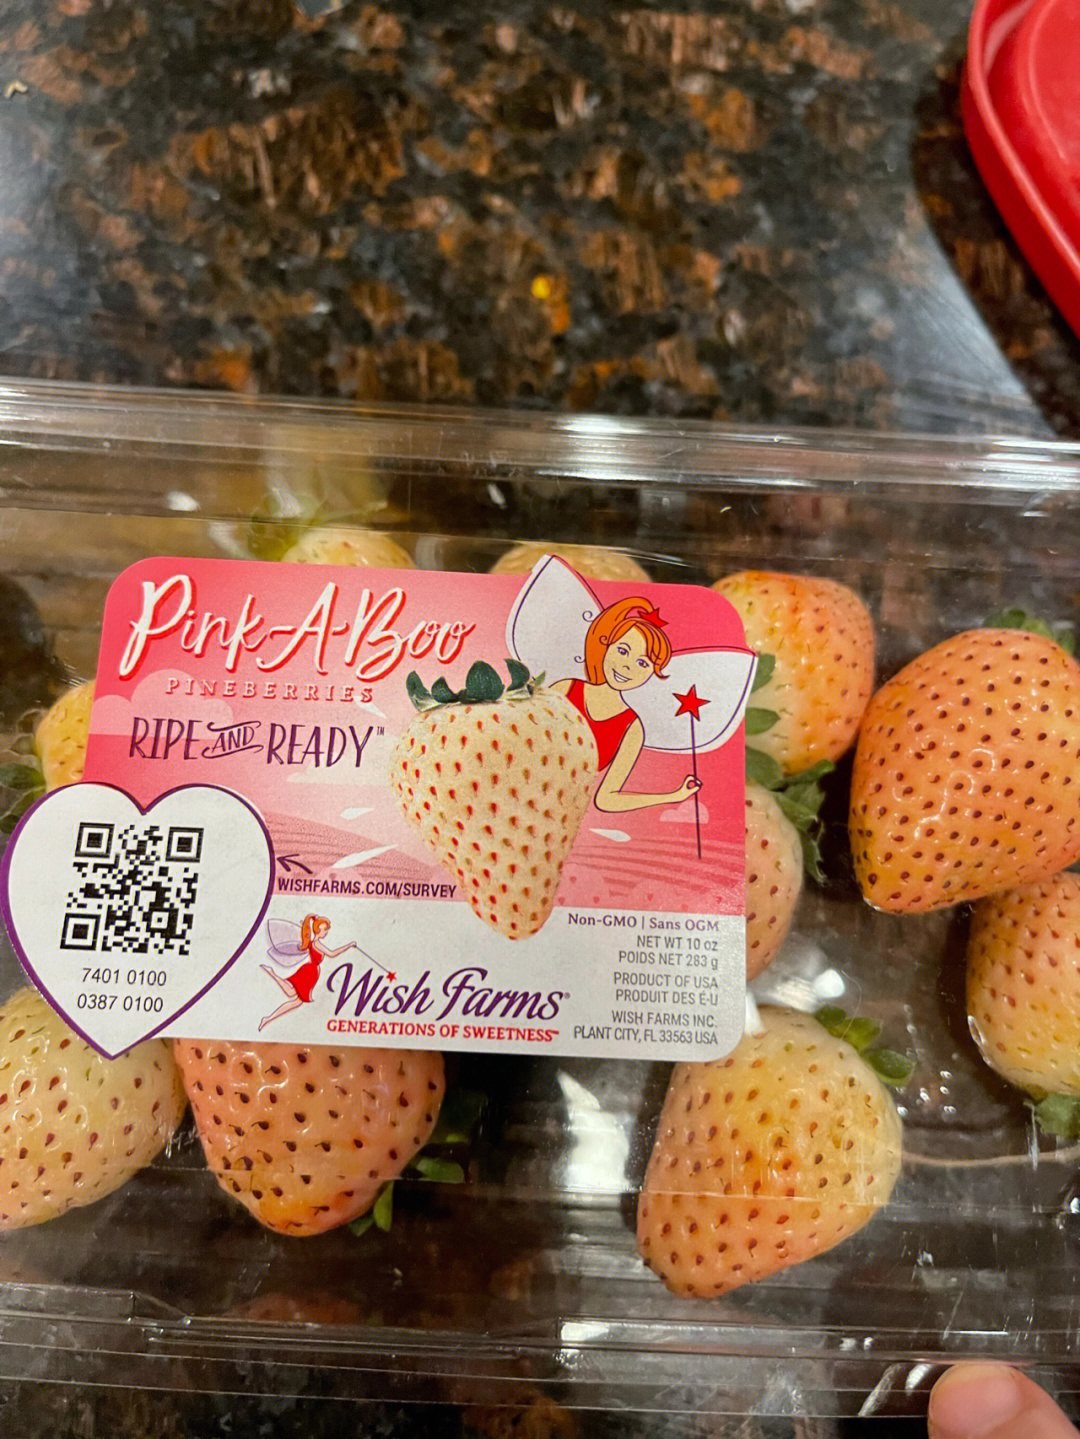 Pink-A-Boo
PINEBERRIES
RIPE AND READY™
WISHFARMS.COM/SURVEY
7401 0100
0387 0100
Wish Farms®
GENERATIONS OF SWEETNESS℠
Non-GMO | Sans OGM
NET WT 10 oz
POIDS NET 283 g
PRODUCT OF USA
PRODUIT DES É-U
WISH FARMS INC.
PLANT CITY, FL 33563 USA